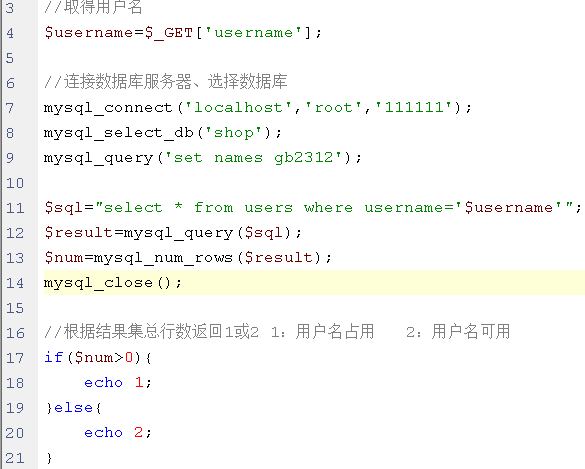 3 //取得用户名
4 $username=$_GET['username'];
5
6 //连接数据库服务器、选择数据库
7 mysql_connect('localhost','root','111111');
8 mysql_select_db('shop');
9 mysql_query('set names gb2312');
10
11 $sql="select * from users where username='$username'";
12 $result=mysql_query($sql);
13 $num=mysql_num_rows($result);
14 mysql_close();
15
16 //根据结果集总行数返回1或2 1：用户名占用   2：用户名可用
17 if($num>0){
18     echo 1;
19 }else{
20     echo 2;
21 }